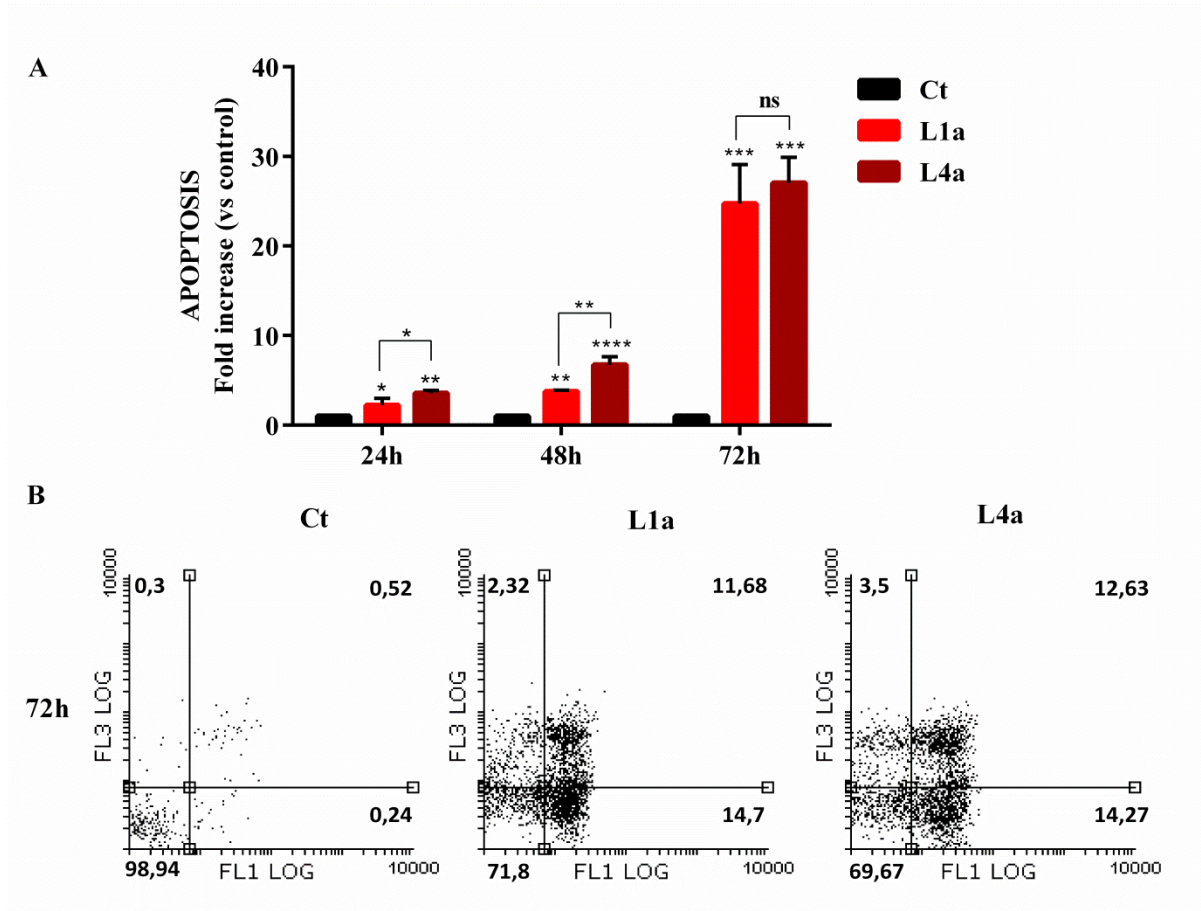 A
APOPTOSIS
Fold increase (vs control)
40
30
20
10
0
*
**
*
**
****
**
***
***
ns
24h
48h
72h
Ct
L1a
L4a
B
Ct
L1a
L4a
72h
10000
FL3 LOG
0,3
0,52
0,24
98,94
FL1 LOG
10000
10000
FL3 LOG
2,32
11,68
14,7
71,8
FL1 LOG
10000
10000
FL3 LOG
3,5
12,63
14,27
69,67
FL1 LOG
10000